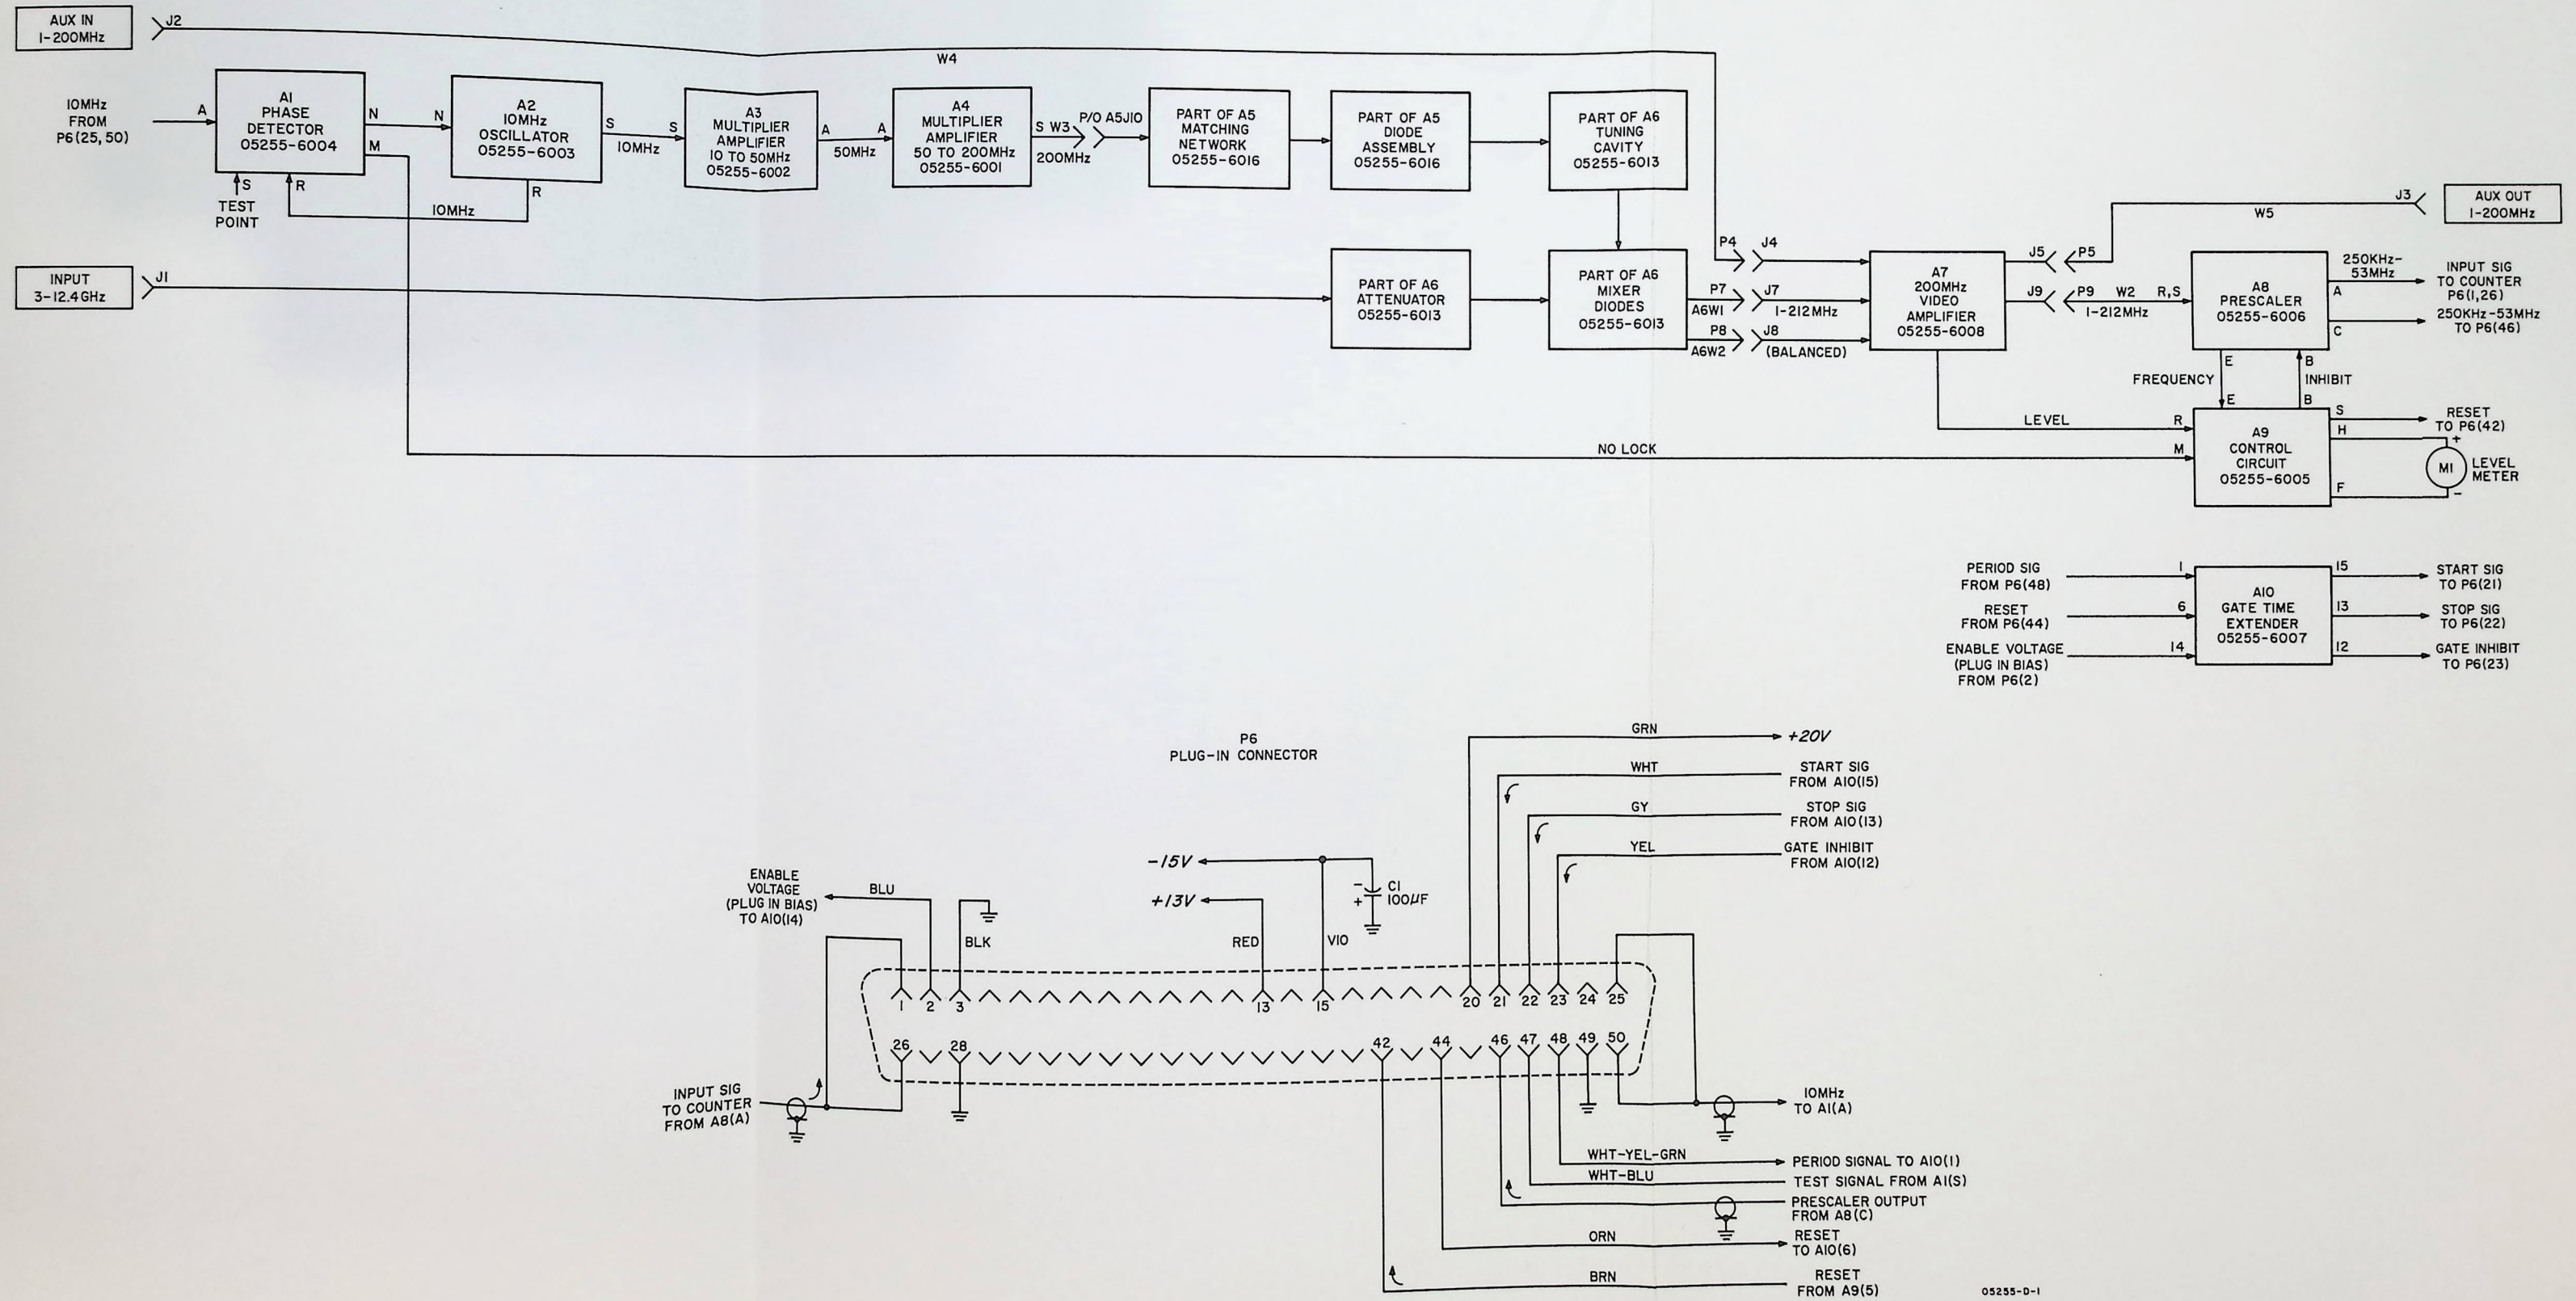 AUX IN
1-200MHz
J2
W4
10MHz
FROM
P6(25,50)
A
A1
PHASE
DETECTOR
05255-6004
N
M
S
R
TEST
POINT
10MHz
N
A2
10MHz
OSCILLATOR
05255-6003
R
S
10MHz
S
A3
MULTIPLIER
AMPLIFIER
10 TO 50MHz
05255-6002
A
50MHz
A
A4
MULTIPLIER
AMPLIFIER
50 TO 200MHz
05255-6001
S W3
200MHz
P/O A5J10
PART OF A5
MATCHING
NETWORK
05255-6016
PART OF A5
DIODE
ASSEMBLY
05255-6016
PART OF A6
TUNING
CAVITY
05255-6013
INPUT
3-12.4GHz
J1
PART OF A6
ATTENUATOR
05255-6013
PART OF A6
MIXER
DIODES
05255-6013
P4
J4
P7
J7
A6W1
1-212MHz
P8
J8
A6W2
(BALANCED)
A7
200MHz
VIDEO
AMPLIFIER
05255-6008
J5
P5
J9
P9
W2
R,S
1-212MHz
W5
J3
AUX OUT
1-200MHz
A8
PRESCALER
05255-6006
250KHz-
53MHz
A
INPUT SIG
TO COUNTER
P6(1,26)
C
250KHz-53MHz
TO P6(46)
E
B
FREQUENCY
INHIBIT
E
B
LEVEL
R
NO LOCK
M
A9
CONTROL
CIRCUIT
05255-6005
S
RESET
TO P6(42)
H
+
M1
LEVEL
METER
F
-
PERIOD SIG
FROM P6(48)
1
RESET
FROM P6(44)
6
ENABLE VOLTAGE
(PLUG IN BIAS)
FROM P6(2)
14
A10
GATE TIME
EXTENDER
05255-6007
15
START SIG
TO P6(21)
13
STOP SIG
TO P6(22)
12
GATE INHIBIT
TO P6(23)
P6
PLUG-IN CONNECTOR
GRN
+20V
WHT
START SIG
FROM A10(15)
GY
STOP SIG
FROM A10(13)
YEL
GATE INHIBIT
FROM A10(12)
-15V
+13V
-
+
C1
100µF
ENABLE
VOLTAGE
(PLUG IN BIAS)
TO A10(14)
BLU
BLK
RED
VIO
1 2 3 13 15 20 21 22 23 24 25
26 28 42 44 46 47 48 49 50
INPUT SIG
TO COUNTER
FROM A8(A)
10MHz
TO A1(A)
WHT-YEL-GRN
PERIOD SIGNAL TO A10(1)
WHT-BLU
TEST SIGNAL FROM A1(S)
PRESCALER OUTPUT
FROM A8(C)
ORN
RESET
TO A10(6)
BRN
RESET
FROM A9(5)
05255-D-1